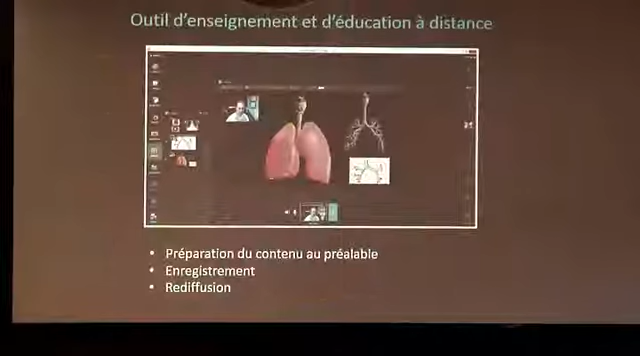 Outil d'enseignement et d'éducation à distance
• Préparation du contenu au préalable
• Enregistrement
• Rediffusion